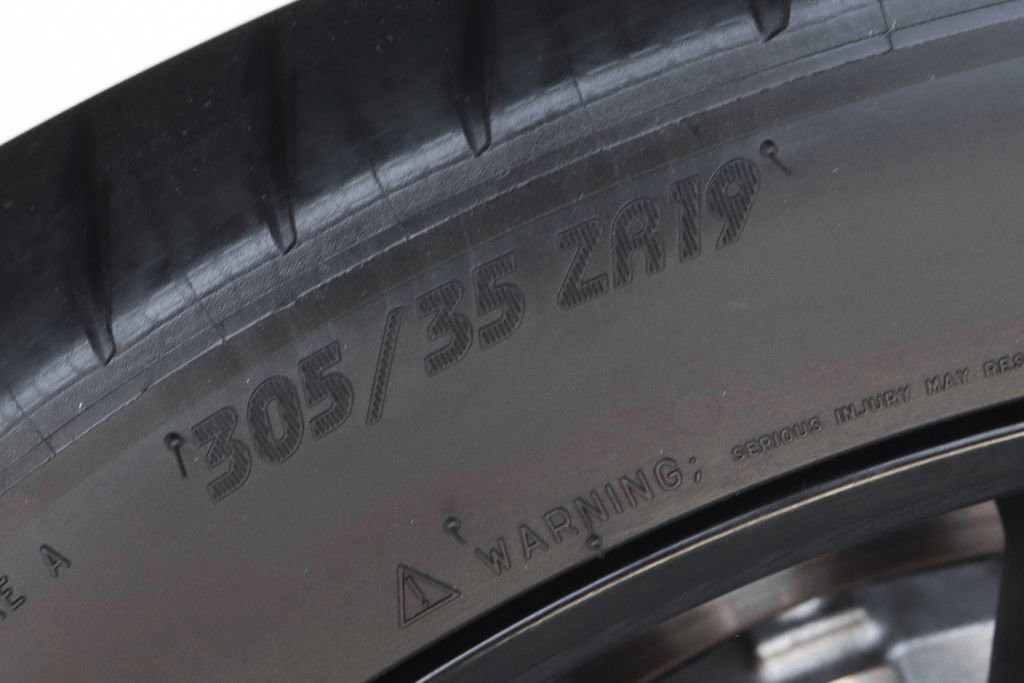 305/35 ZR19
WARNING; SERIOUS INJURY MAY
A